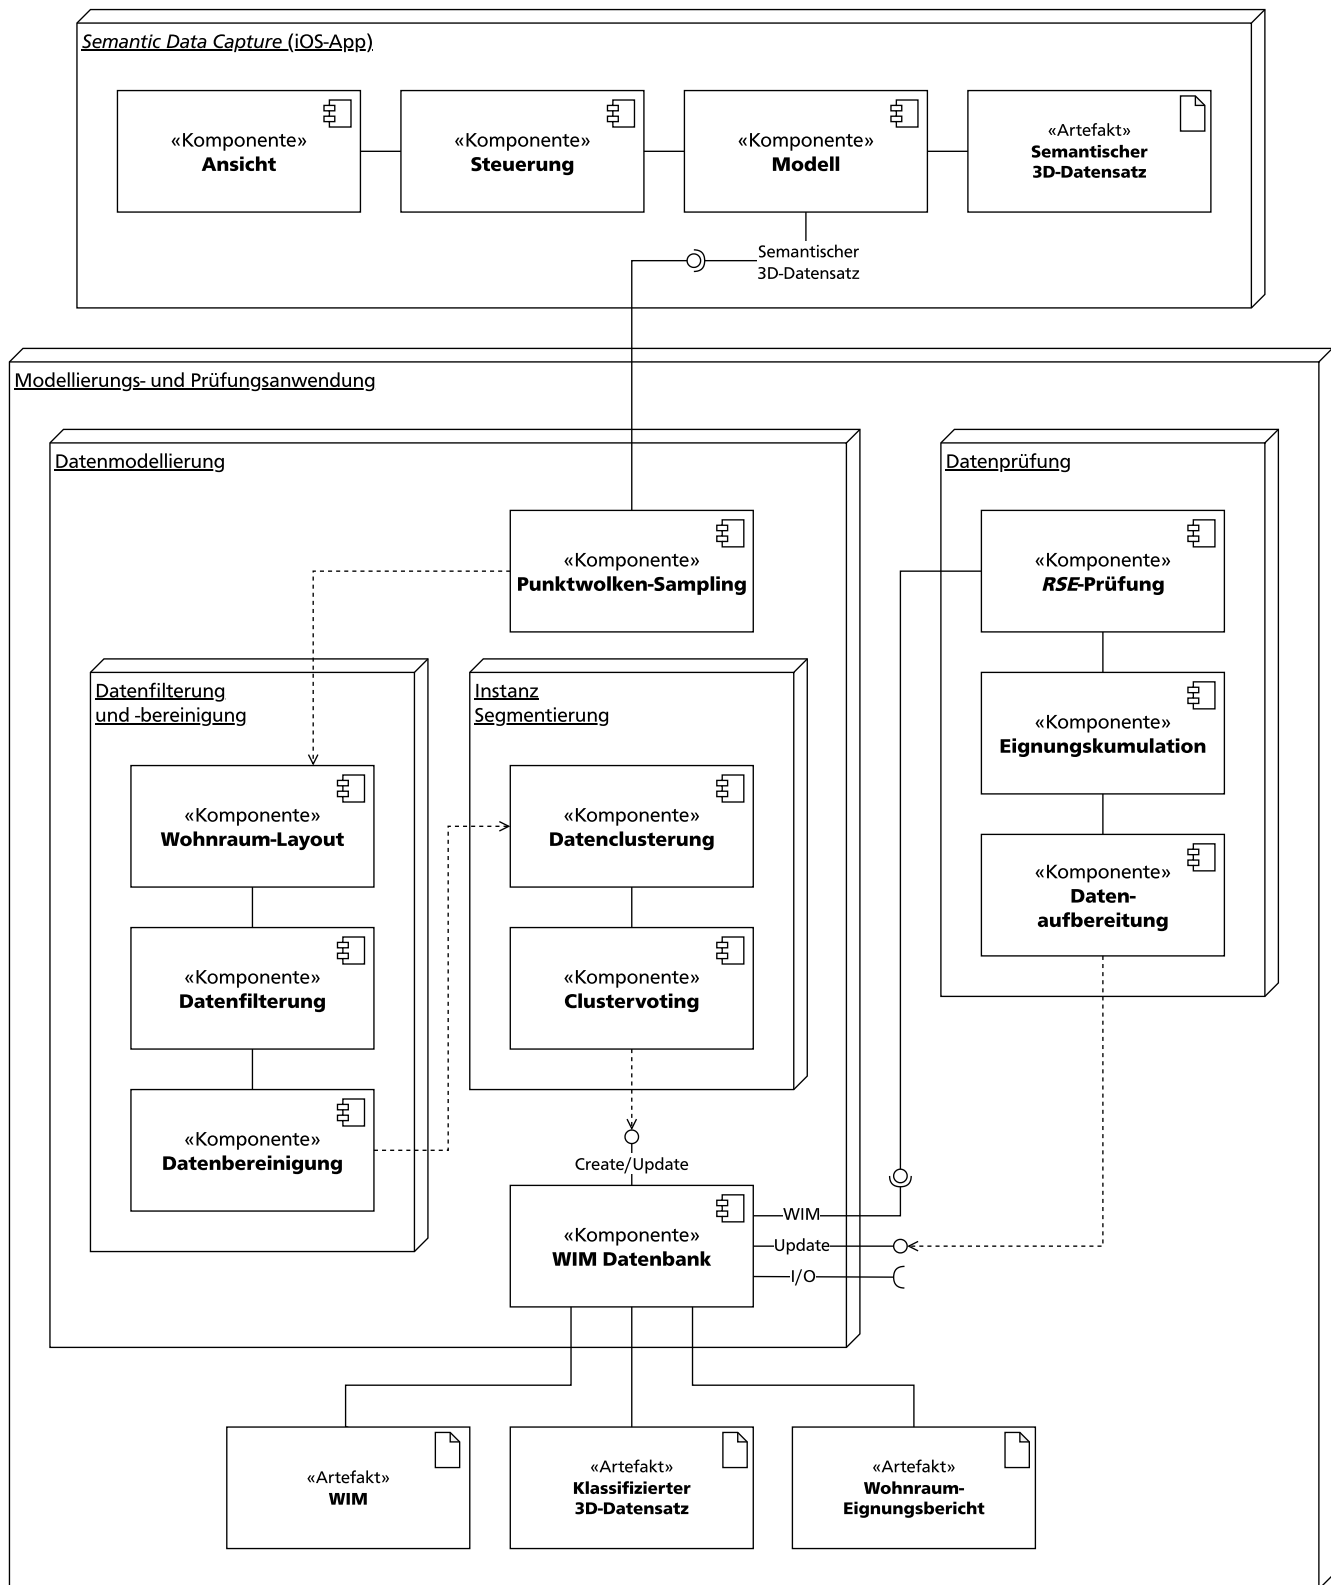 Semantic Data Capture (iOS-App)
«Komponente»
Ansicht
«Komponente»
Steuerung
«Komponente»
Modell
«Artefakt»
Semantischer
3D-Datensatz
Semantischer
3D-Datensatz
Modellierungs- und Prüfungsanwendung
Datenmodellierung
«Komponente»
Punktwolken-Sampling
Datenfilterung
und -bereinigung
«Komponente»
Wohnraum-Layout
«Komponente»
Datenfilterung
«Komponente»
Datenbereinigung
Instanz
Segmentierung
«Komponente»
Datenclusterung
«Komponente»
Clustervoting
Create/Update
«Komponente»
WIM Datenbank
WIM
Update
I/O
Datenprüfung
«Komponente»
RSE-Prüfung
«Komponente»
Eignungskumulation
«Komponente»
Daten-
aufbereitung
«Artefakt»
WIM
«Artefakt»
Klassifizierter
3D-Datensatz
«Artefakt»
Wohnraum-
Eignungsbericht